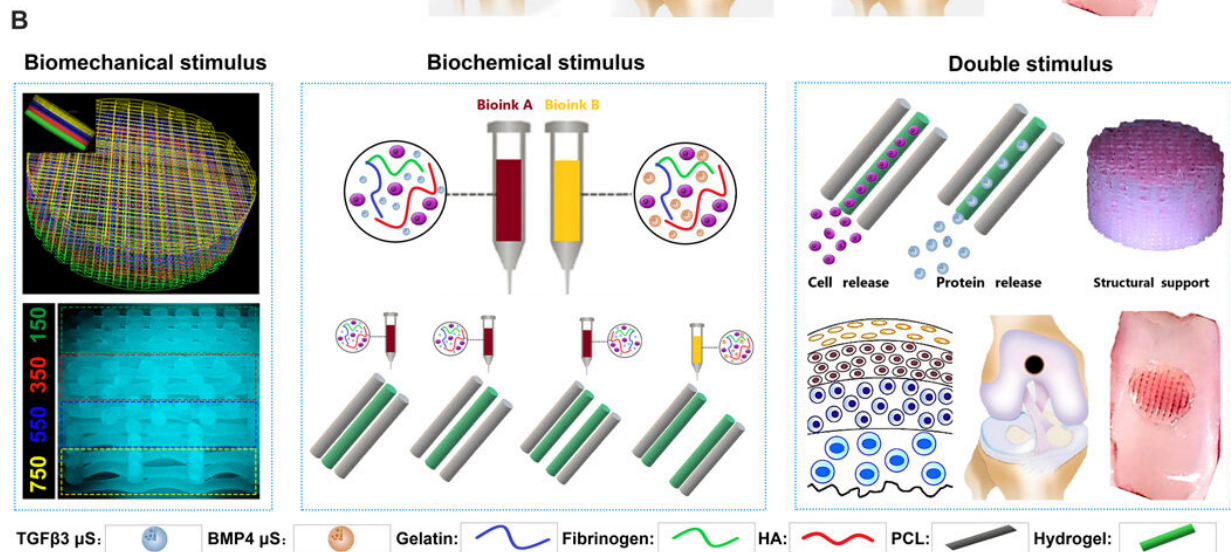 B
Biomechanical stimulus
150
350
550
750
Biochemical stimulus
Bioink A
Bioink B
Double stimulus
Cell release
Protein release
Structural support
TGFβ3 μS:
BMP4 μS:
Gelatin:
Fibrinogen:
HA:
PCL:
Hydrogel: